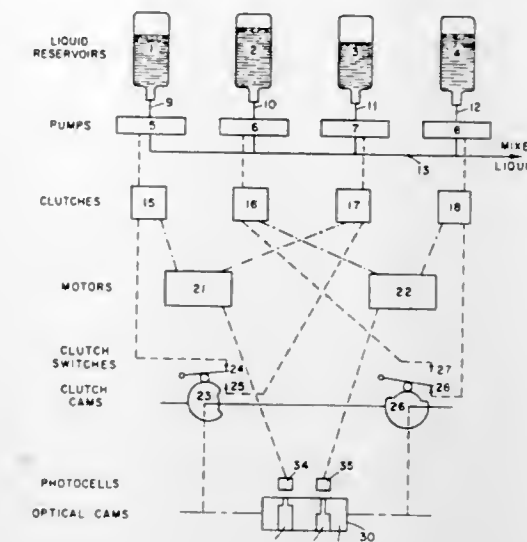 LIQUID RESERVOIRS
1 2 3 4
9 10 11 12
PUMPS
5 6 7 8
MIXE
LIQUI
13
CLUTCHES
15 16 17 18
MOTORS
21 22
CLUTCH SWITCHES
24 27
CLUTCH CAMS
25 28
23 26
34 35
PHOTOCELLS
OPTICAL CAMS
30